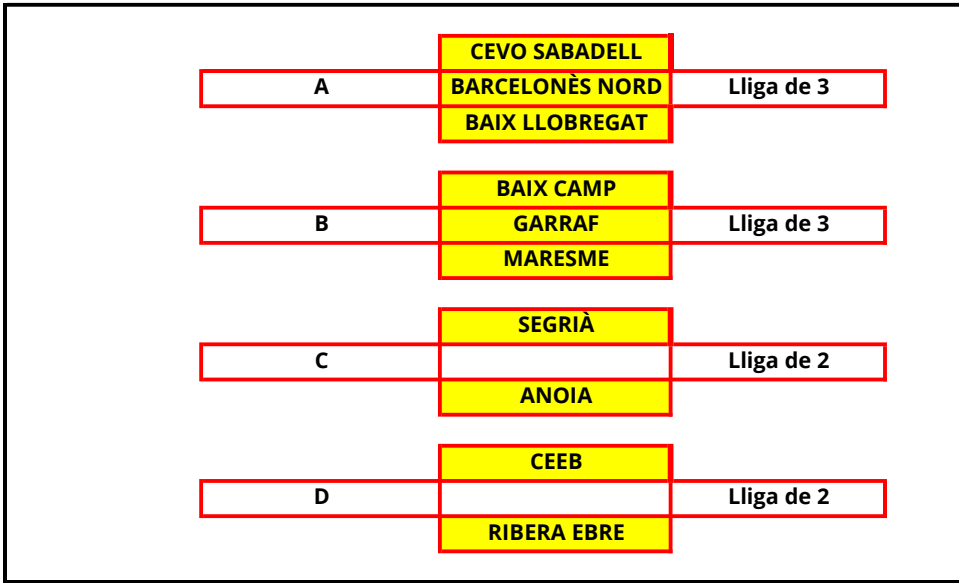 CEVO SABADELL
A BARCELONÈS NORD Lliga de 3
BAIX LLOBREGAT
BAIX CAMP
B GARRAF Lliga de 3
MARESME
SEGRIÀ
C Lliga de 2
ANOIA
CEEB
D Lliga de 2
RIBERA EBRE